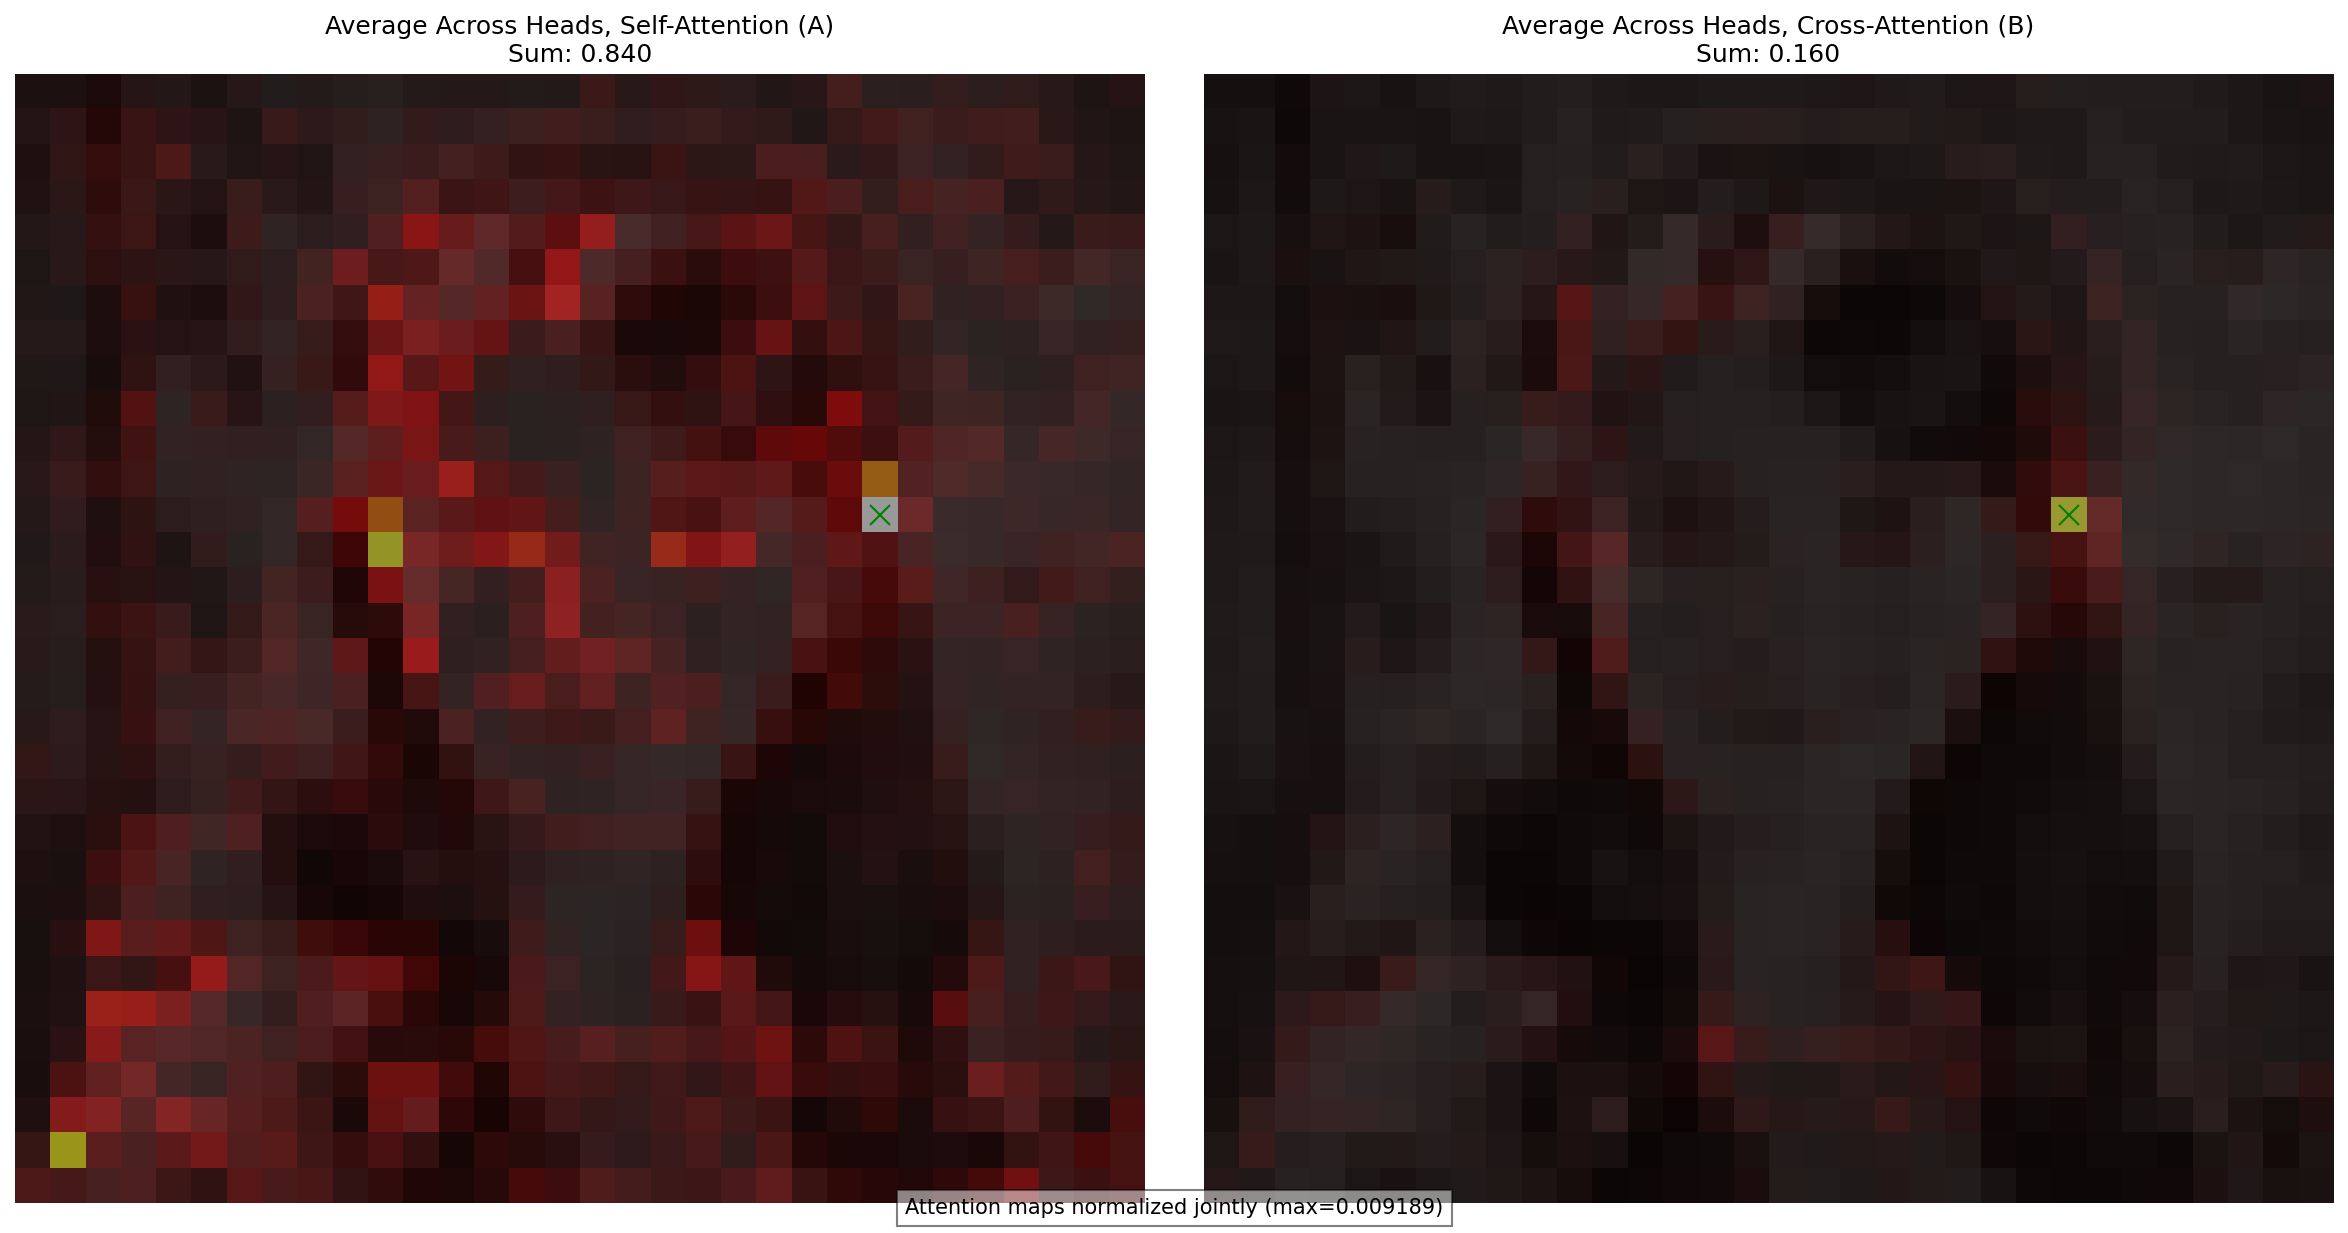 Average Across Heads, Self-Attention (A)
Sum: 0.840
Average Across Heads, Cross-Attention (B)
Sum: 0.160
Attention maps normalized jointly (max=0.009189)